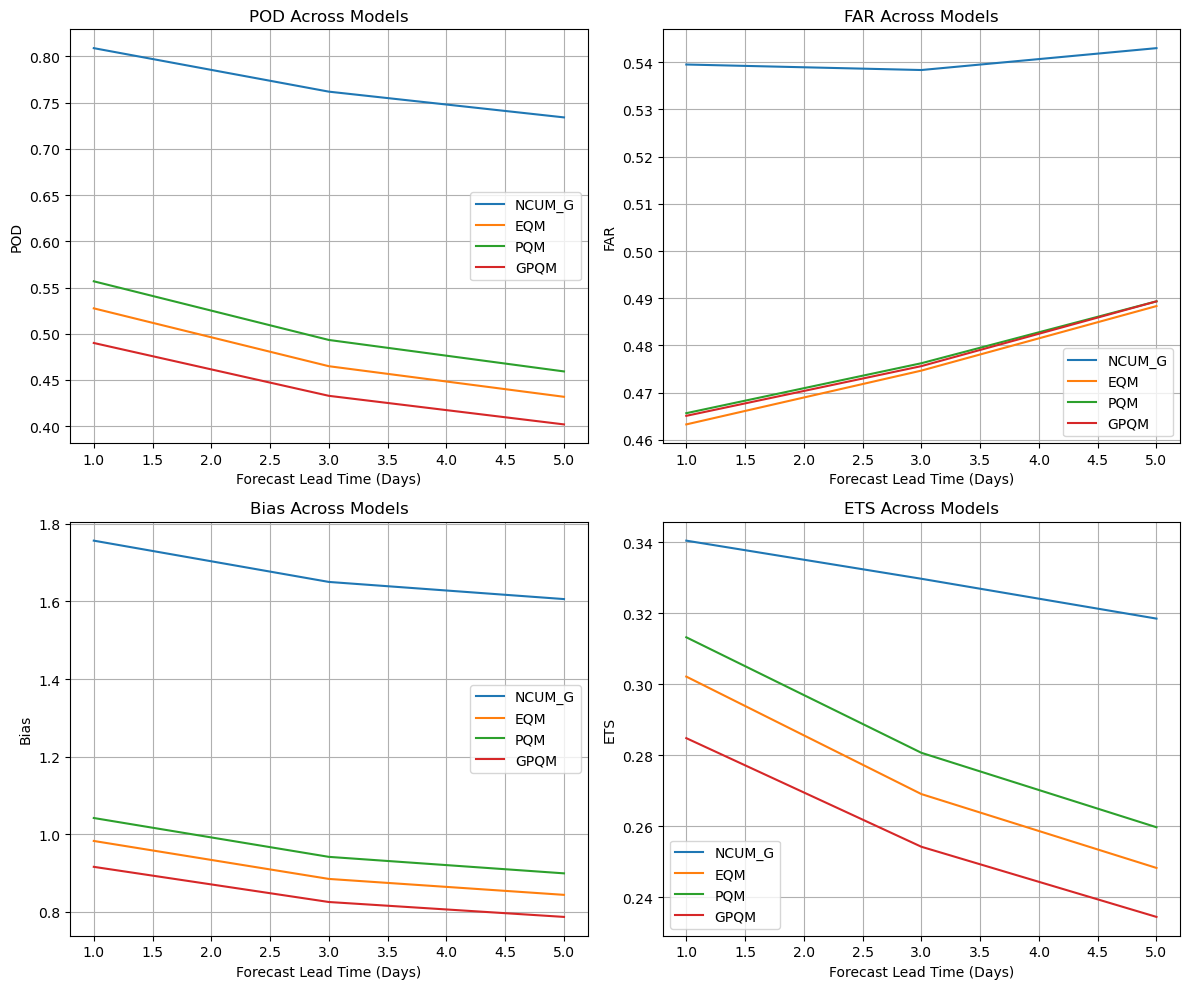 POD Across Models
0.80
0.75
0.70
0.65
0.60
0.55
0.50
0.45
0.40
POD
NCUM_G
EQM
PQM
GPQM
1.0 1.5 2.0 2.5 3.0 3.5 4.0 4.5 5.0
Forecast Lead Time (Days)
FAR Across Models
0.54
0.53
0.52
0.51
0.50
0.49
0.48
0.47
0.46
FAR
NCUM_G
EQM
PQM
GPQM
1.0 1.5 2.0 2.5 3.0 3.5 4.0 4.5 5.0
Forecast Lead Time (Days)
Bias Across Models
1.8
1.6
1.4
1.2
1.0
0.8
Bias
NCUM_G
EQM
PQM
GPQM
1.0 1.5 2.0 2.5 3.0 3.5 4.0 4.5 5.0
Forecast Lead Time (Days)
ETS Across Models
0.34
0.32
0.30
0.28
0.26
0.24
ETS
NCUM_G
EQM
PQM
GPQM
1.0 1.5 2.0 2.5 3.0 3.5 4.0 4.5 5.0
Forecast Lead Time (Days)